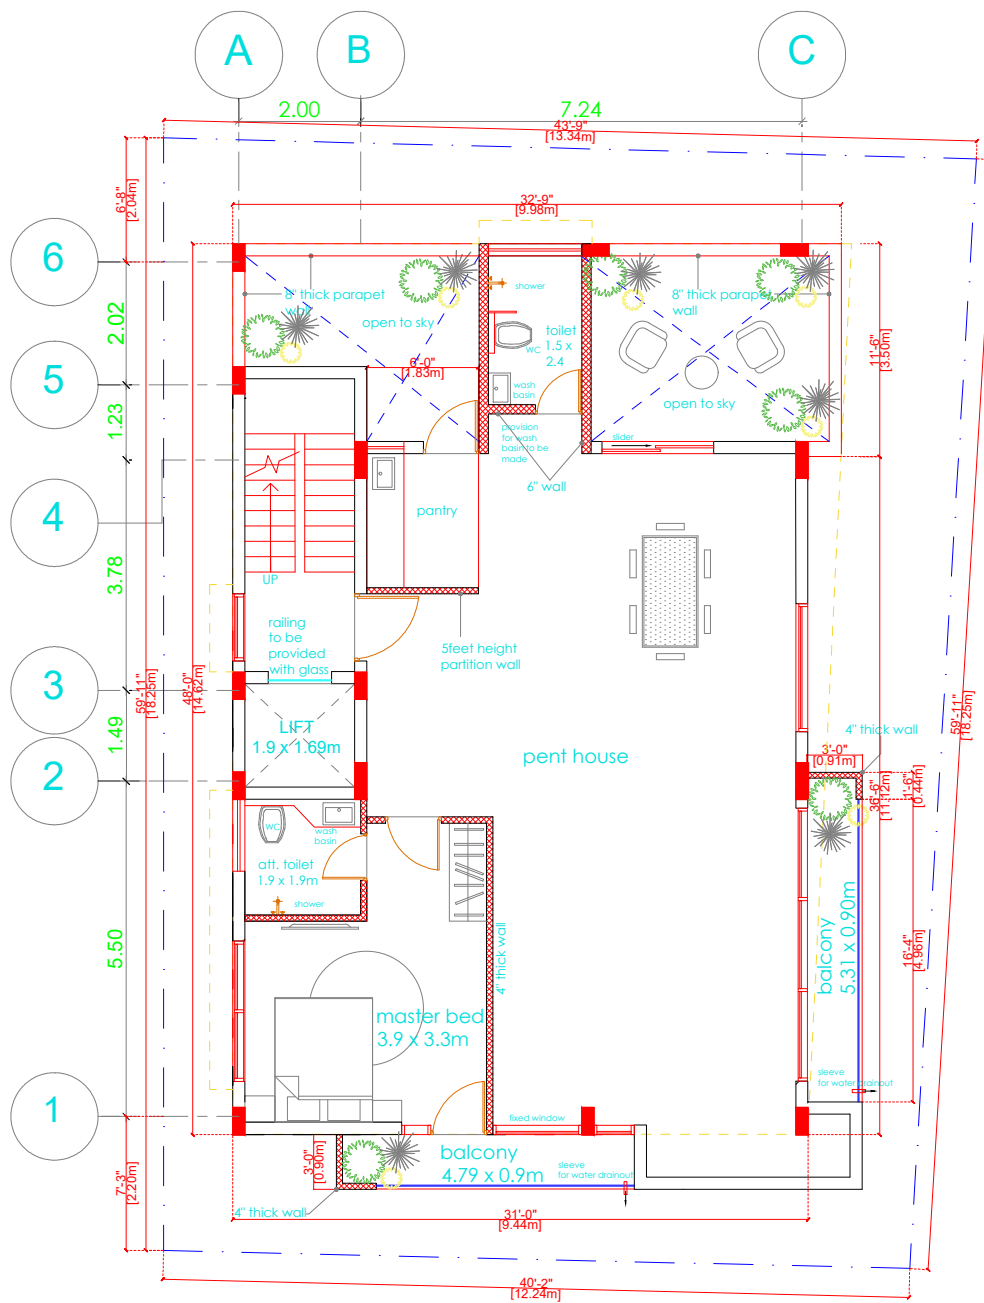 A
B
C
2.00
7.24
43'-9"
[13.34m]
6'-8"
[2.04m]
32'-9"
[9.98m]
6
8" thick parapet
wall
open to sky
shower
toilet
1.5 x
2.4
WC
wash
basin
8" thick parapet
wall
open to sky
2.02
11'-6"
[3.50m]
5
6'-0"
[1.83m]
1.23
provision
for wash
basin to be
made
slider
6" wall
4
pantry
3.78
UP
railing
to be
provided
with glass
5feet height
partition wall
3
59'-11"
[18.25m]
48'-0"
[14.62m]
1.49
LIFT
1.9 x 1.69m
pent house
4" thick wall
59'-11"
[18.25m]
3'-0"
[0.91m]
2
1'-6"
[0.44m]
36'-6"
[11.12m]
WC
wash
basin
att. toilet
1.9 x 1.9m
shower
5.50
4" thick wall
balcony
5.31 x 0.90m
16'-4"
[4.96m]
master bed
3.9 x 3.3m
sleeve
for water drainout
1
fixed window
balcony
4.79 x 0.9m
sleeve
for water drainout
3'-0"
[0.90m]
7'-3"
[2.20m]
4" thick wall
31'-0"
[9.44m]
40'-2"
[12.24m]